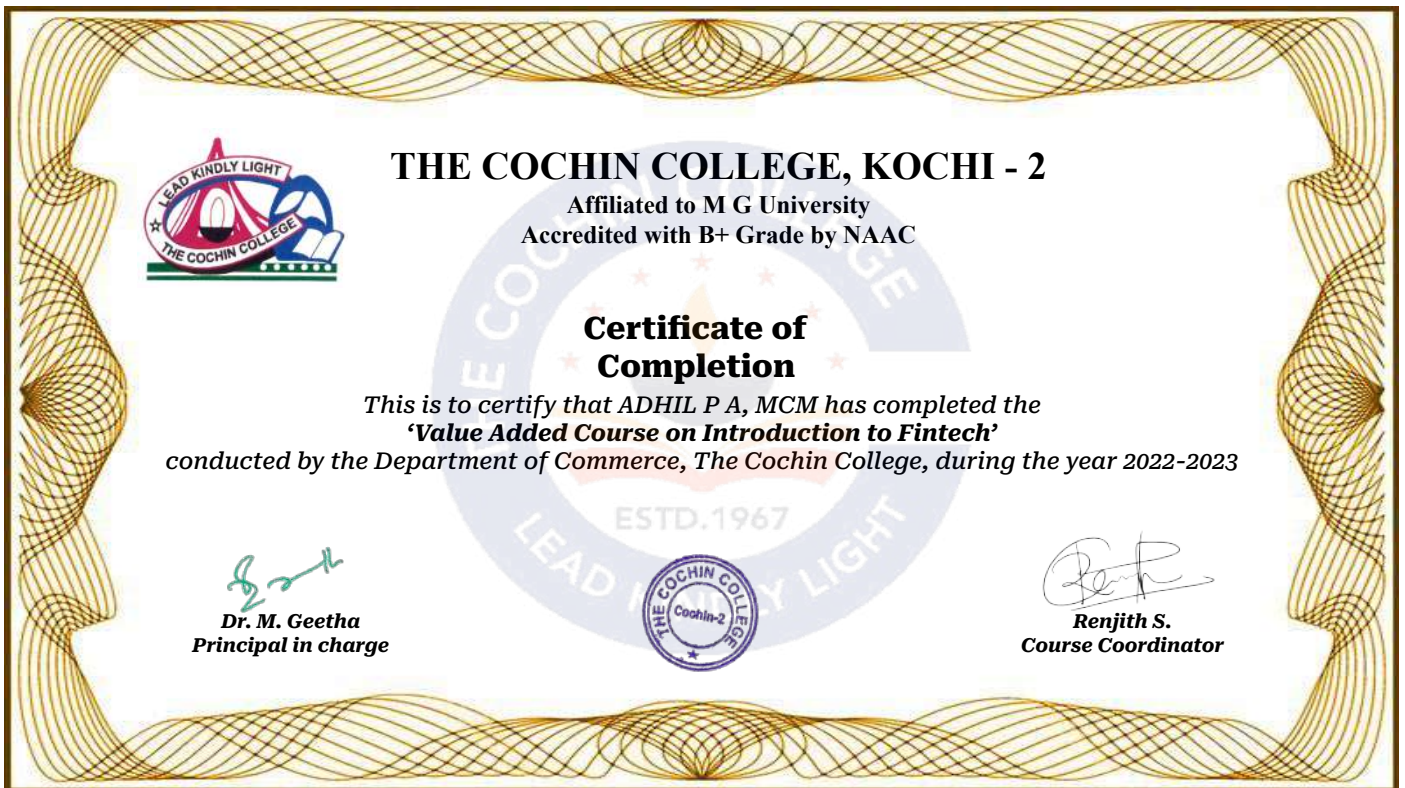 LEAD KINDLY LIGHT
THE COCHIN COLLEGE
THE COCHIN COLLEGE, KOCHI - 2
Affiliated to M G University
Accredited with B+ Grade by NAAC
THE COCHIN COLLEGE
Certificate of
Completion
This is to certify that ADHIL P A, MCM has completed the
‘Value Added Course on Introduction to Fintech’
conducted by the Department of Commerce, The Cochin College, during the year 2022-2023
ESTD.1967
LEAD KINDLY LIGHT
THE COCHIN COLLEGE
Cochin-2
Dr. M. Geetha
Principal in charge
Renjith S.
Course Coordinator